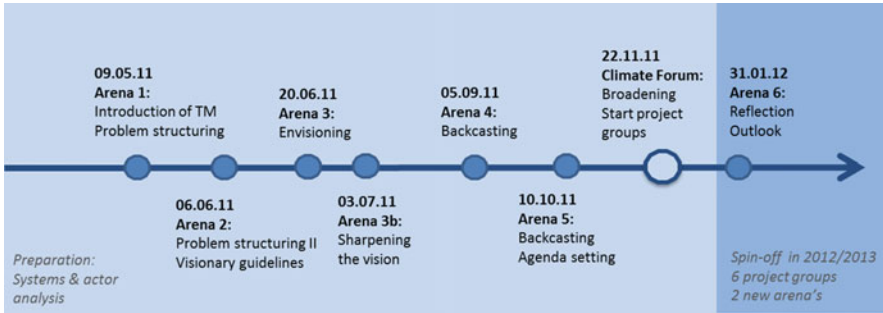 09.05.11
Arena 1:
Introduction of TM
Problem structuring
20.06.11
Arena 3:
Envisioning
05.09.11
Arena 4:
Backcasting
22.11.11
Climate Forum:
Broadening
Start project
groups
31.01.12
Arena 6:
Reflection
Outlook
06.06.11
Arena 2:
Problem structuring II
Visionary guidelines
03.07.11
Arena 3b:
Sharpening
the vision
10.10.11
Arena 5:
Backcasting
Agenda setting
Preparation:
Systems & actor
analysis
Spin-off in 2012/2013
6 project groups
2 new arena's